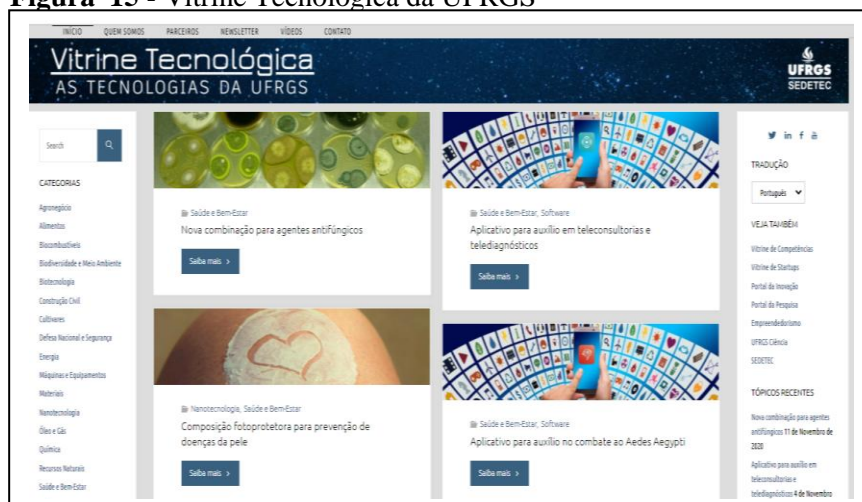 Figura 15 - Vitrine Tecnológica da UFRGS
INÍCIO QUEM SOMOS PARCEIROS NEWSLETTER VÍDEOS CONTATO
Vitrine Tecnológica
AS TECNOLOGIAS DA UFRGS
UFRGS
SEDETEC
Search
CATEGORIAS
Agronegócio
Alimentos
Biocombustíveis
Biodiversidade e Meio Ambiente
Biotecnologia
Construção Civil
Cultivares
Defesa Nacional e Segurança
Energia
Máquinas e Equipamentos
Materiais
Nanotecnologia
Óleo e Gás
Química
Recursos Naturais
Saúde e Bem-Estar
Saúde e Bem-Estar
Nova combinação para agentes antifúngicos
Saiba mais >
Saúde e Bem-Estar, Software
Aplicativo para auxílio em teleconsultorias e
telediagnósticos
Saiba mais >
Nanotecnologia, Saúde e Bem-Estar
Composição fotoprotetora para prevenção de
doenças da pele
Saiba mais >
Saúde e Bem-Estar, Software
Aplicativo para auxílio no combate ao Aedes Aegypti
Saiba mais >
TRADUÇÃO
Português
VEJA TAMBÉM
Vitrine de Competências
Vitrine de Startups
Portal da Inovação
Portal da Pesquisa
Empreendedorismo
UFRGS Ciência
SEDETEC
TÓPICOS RECENTES
Nova combinação para agentes
antifúngicos 11 de Novembro de
2020
Aplicativo para auxílio em
teleconsultorias e
telediagnósticos 4 de Novembro